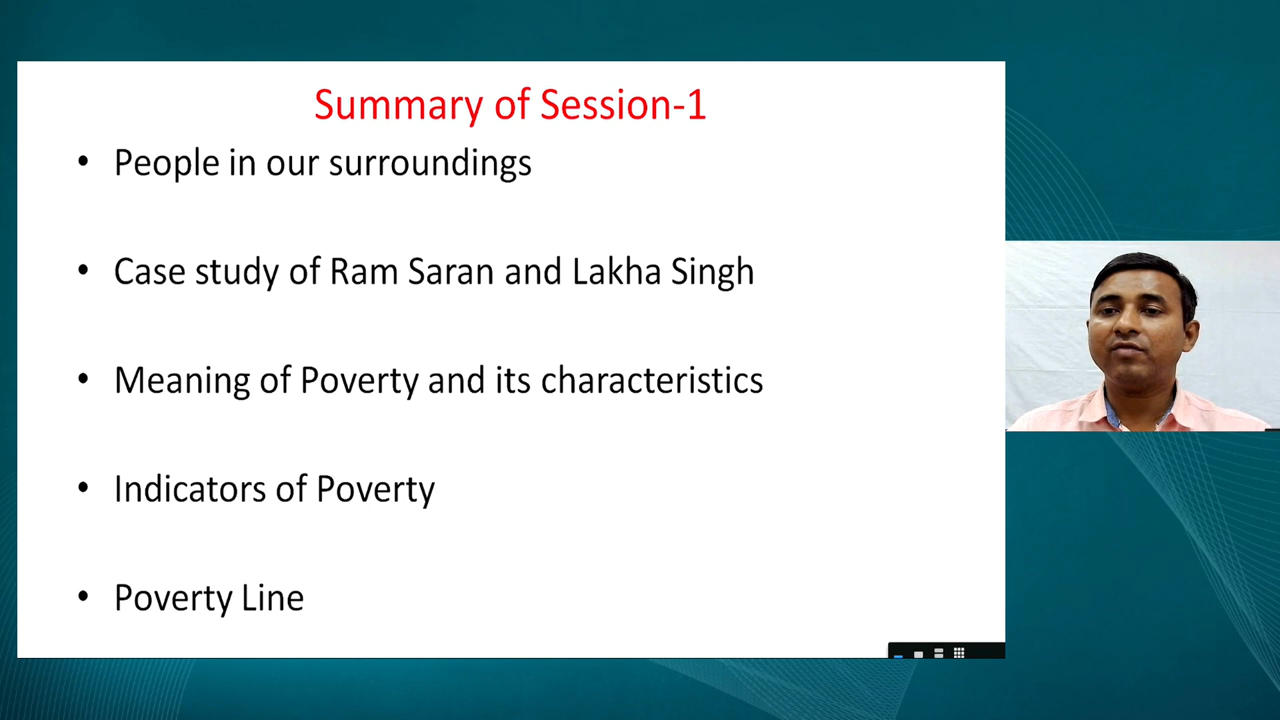 Summary of Session-1
• People in our surroundings
• Case study of Ram Saran and Lakha Singh
• Meaning of Poverty and its characteristics
• Indicators of Poverty
• Poverty Line